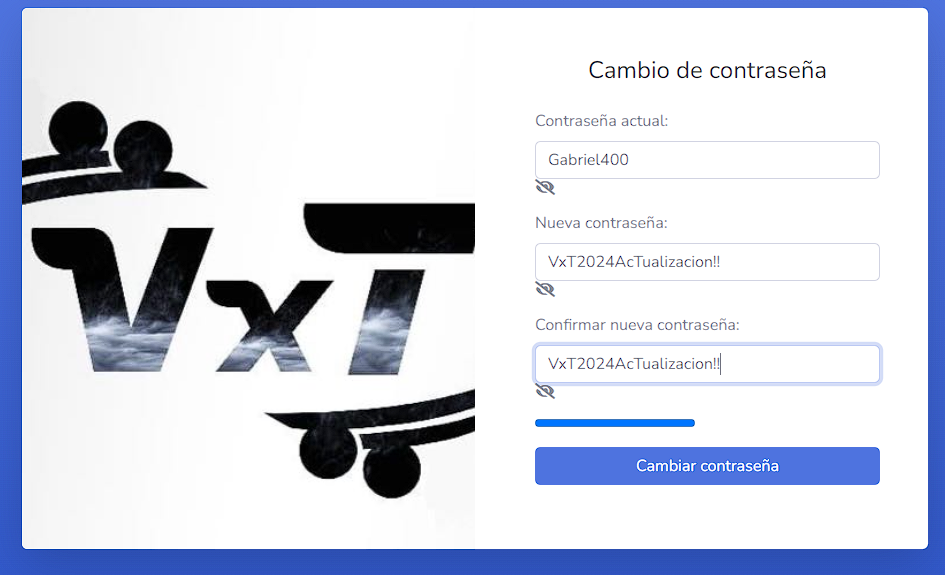 VxT
Cambio de contraseña
Contraseña actual:
Gabriel400
Nueva contraseña:
VxT2024AcTualizacion!!
Confirmar nueva contraseña:
VxT2024AcTualizacion!!
Cambiar contraseña